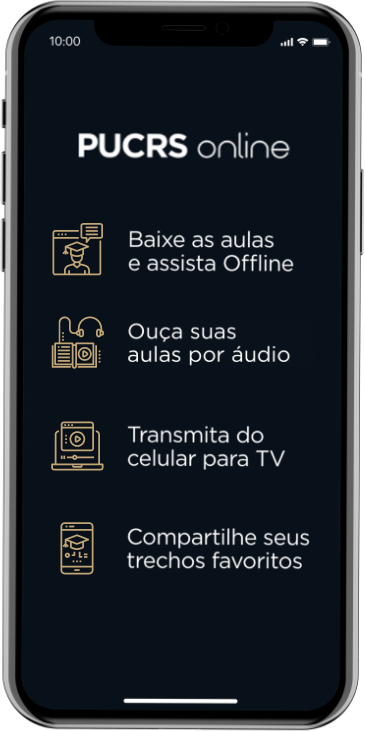 10:00
PUCRS online
Baixe as aulas
e assista Offline
Ouça suas
aulas por áudio
Transmita do
celular para TV
Compartilhe seus
trechos favoritos